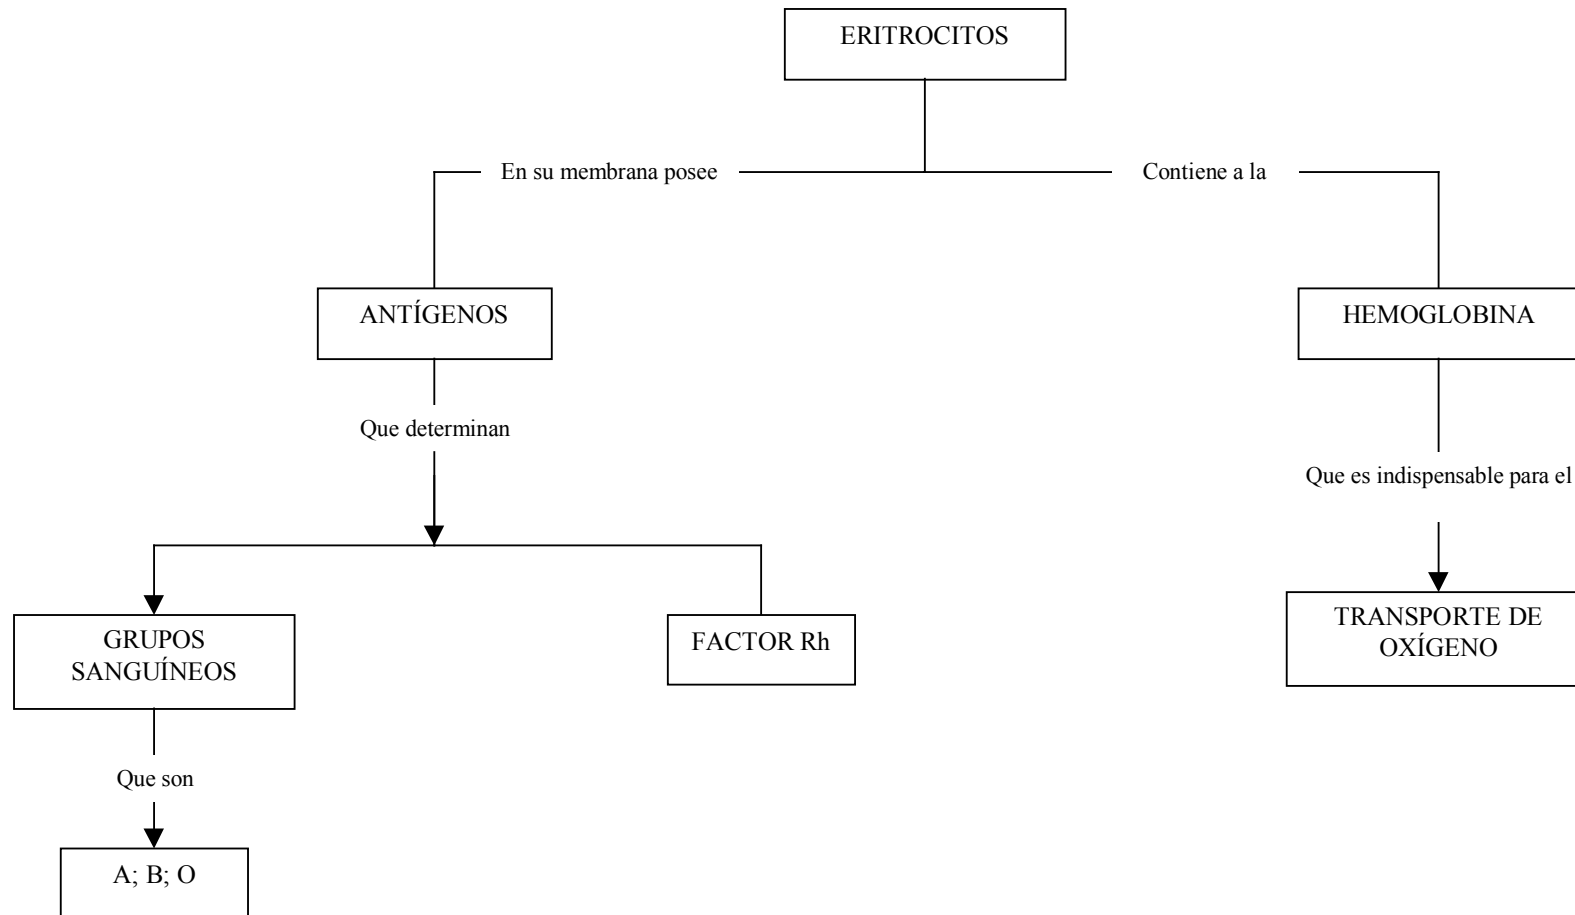 ERITROCITOS
En su membrana posee
Contiene a la
ANTÍGENOS
HEMOGLOBINA
Que determinan
Que es indispensable para el
GRUPOS
SANGUÍNEOS
FACTOR Rh
TRANSPORTE DE
OXÍGENO
Que son
A; B; O